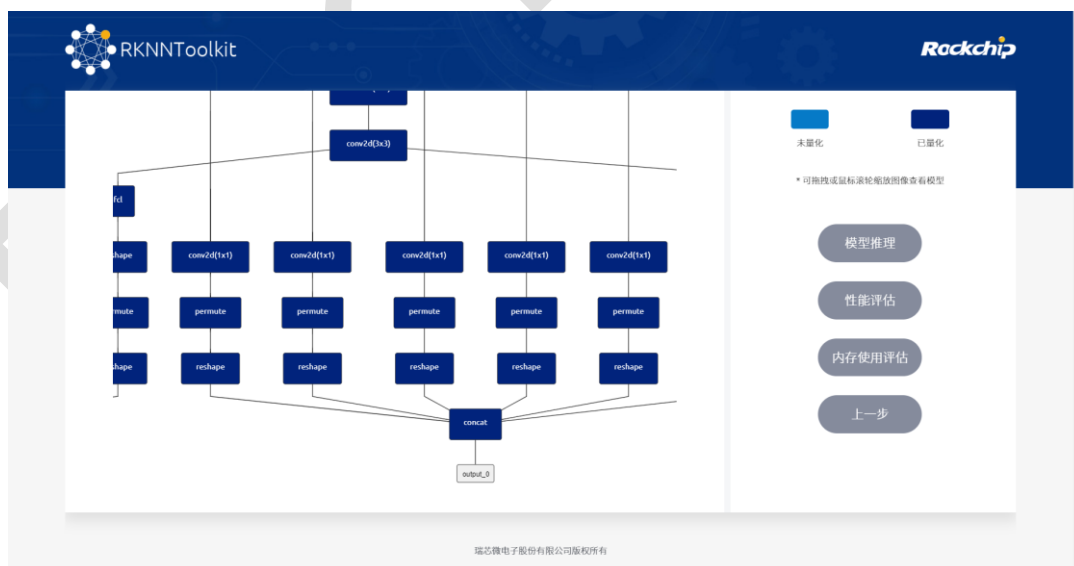 RKNNToolkit
Rockchip
conv2d(3x3)
fcl
shape
conv2d(1x1)
conv2d(1x1)
conv2d(1x1)
conv2d(1x1)
conv2d(1x1)
mute
permute
permute
permute
permute
permute
shape
reshape
reshape
reshape
reshape
reshape
concat
output_0
未量化
已量化
* 可拖拽或鼠标滚轮缩放图像查看模型
模型推理
性能评估
内存使用评估
上一步
瑞芯微电子股份有限公司版权所有